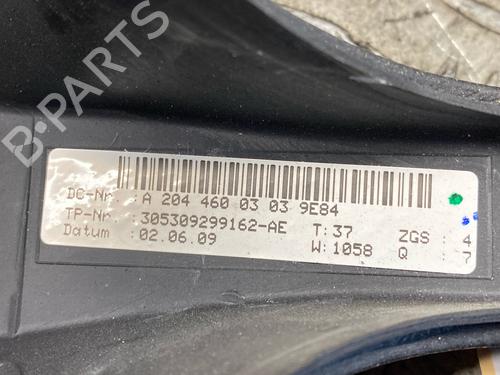 B-PARTS
DC-Nr. :A 204 460 03 03 9E84
TP-Nr :305309299162-AE T:37 ZGS : 4
Datum :02.06.09 W:1058 Q : 7